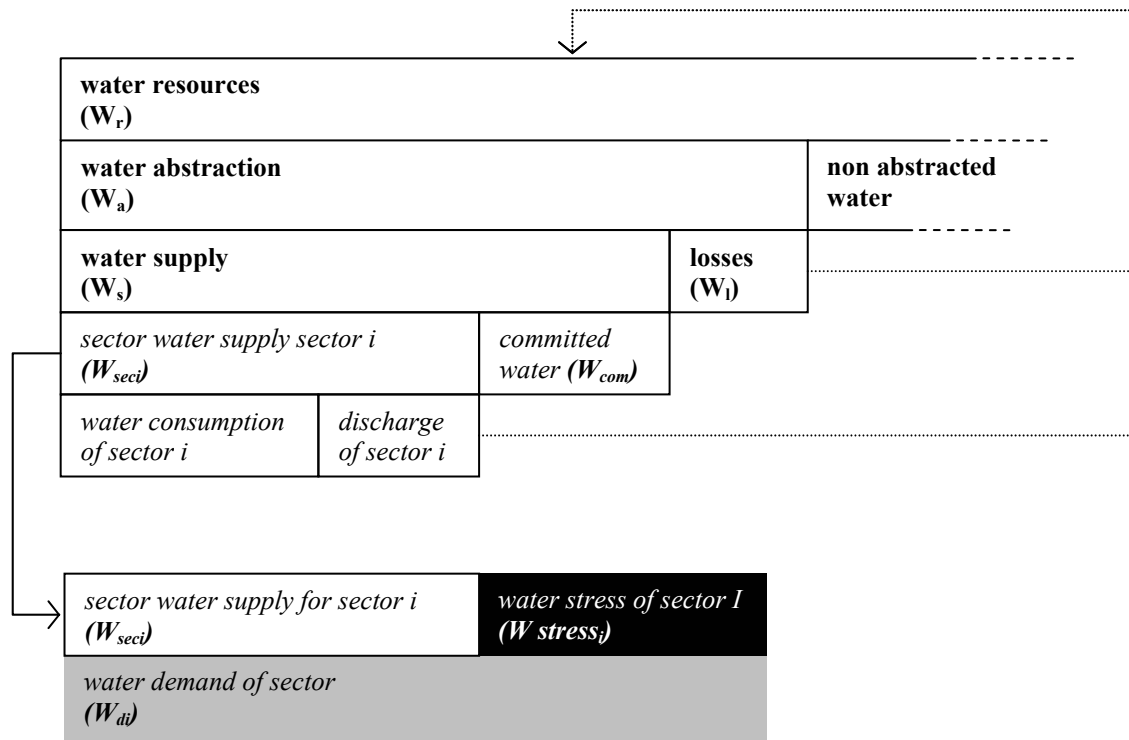 water resources
(Wr)
water abstraction
(Wa)
non abstracted
water
water supply
(Ws)
losses
(Wl)
sector water supply sector i
(Wseci)
committed
water (Wcom)
water consumption
of sector i
discharge
of sector i
sector water supply for sector i
(Wseci)
water stress of sector I
(W stressi)
water demand of sector
(Wdi)